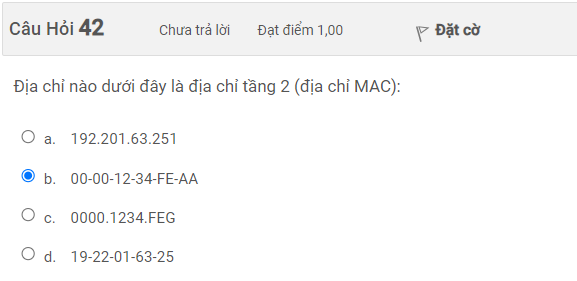 Câu Hỏi 42 Chưa trả lời Đạt điểm 1,00 Đặt cờ
Địa chỉ nào dưới đây là địa chỉ tầng 2 (địa chỉ MAC):
a. 192.201.63.251
b. 00-00-12-34-FE-AA
c. 0000.1234.FEG
d. 19-22-01-63-25